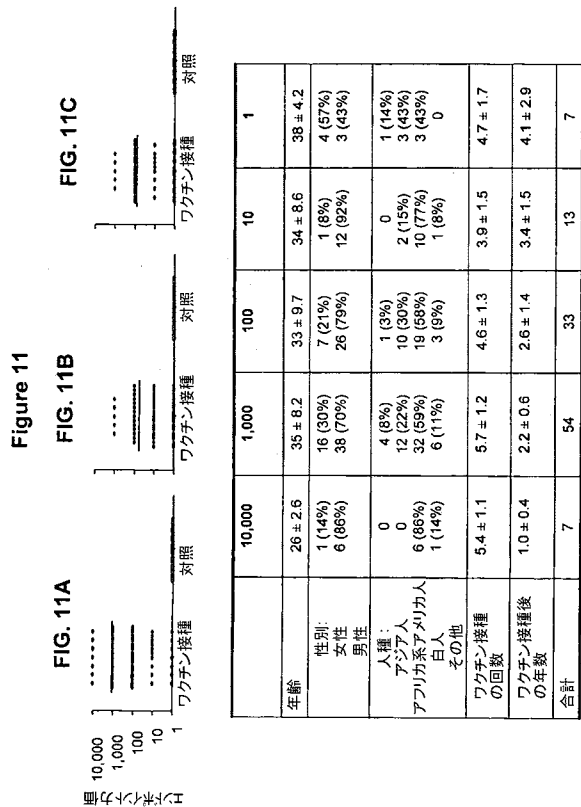 Figure 11
FIG. 11A
FIG. 11B
FIG. 11C
エンドポイント力価
10,000
1,000
100
10
1
ワクチン接種 対照
ワクチン接種 対照
ワクチン接種 対照
10,000 1,000 100 10 1
年齢 26 ± 2.6 35 ± 8.2 33 ± 9.7 34 ± 8.6 38 ± 4.2
性別:
女性 1 (14%) 16 (30%) 7 (21%) 1 (8%) 4 (57%)
男性 6 (86%) 38 (70%) 26 (79%) 12 (92%) 3 (43%)
人種:
アジア人 0 4 (8%) 1 (3%) 0 1 (14%)
アフリカ系アメリカ人 0 12 (22%) 10 (30%) 2 (15%) 3 (43%)
白人 6 (86%) 32 (59%) 19 (58%) 10 (77%) 3 (43%)
その他 1 (14%) 6 (11%) 3 (9%) 1 (8%) 0
ワクチン接種
の回数 5.4 ± 1.1 5.7 ± 1.2 4.6 ± 1.3 3.9 ± 1.5 4.7 ± 1.7
ワクチン接種後
の年数 1.0 ± 0.4 2.2 ± 0.6 2.6 ± 1.4 3.4 ± 1.5 4.1 ± 2.9
合計 7 54 33 13 7